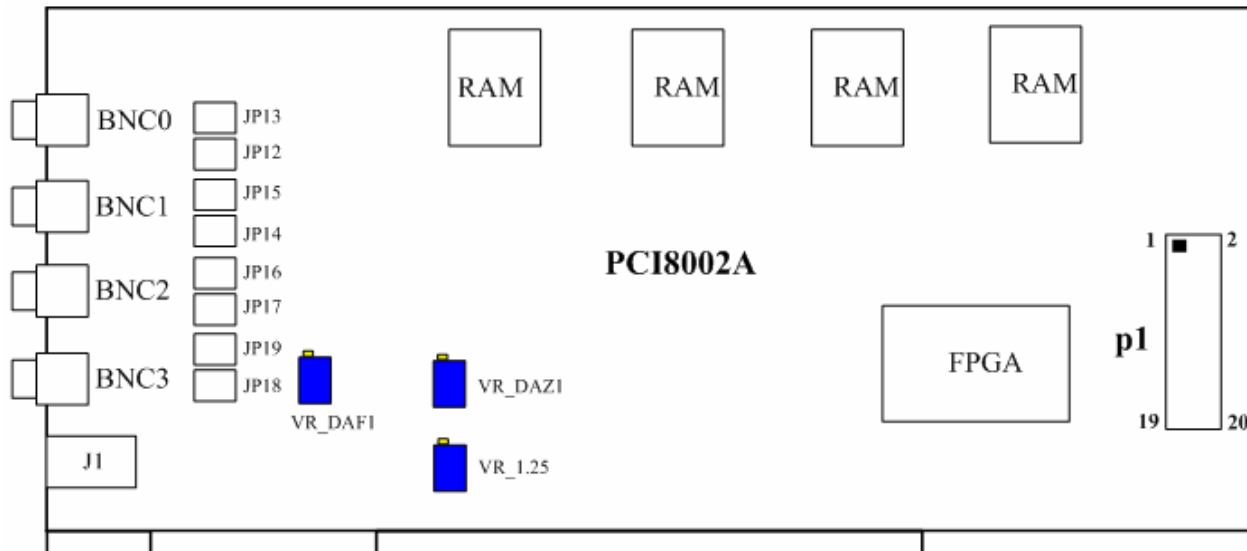 RAM
RAM
RAM
RAM
BNC0
JP13
JP12
BNC1
JP15
JP14
BNC2
JP16
JP17
BNC3
JP19
JP18
PCI8002A
1
2
p1
19
20
FPGA
VR_DAF1
VR_DAZ1
VR_1.25
J1